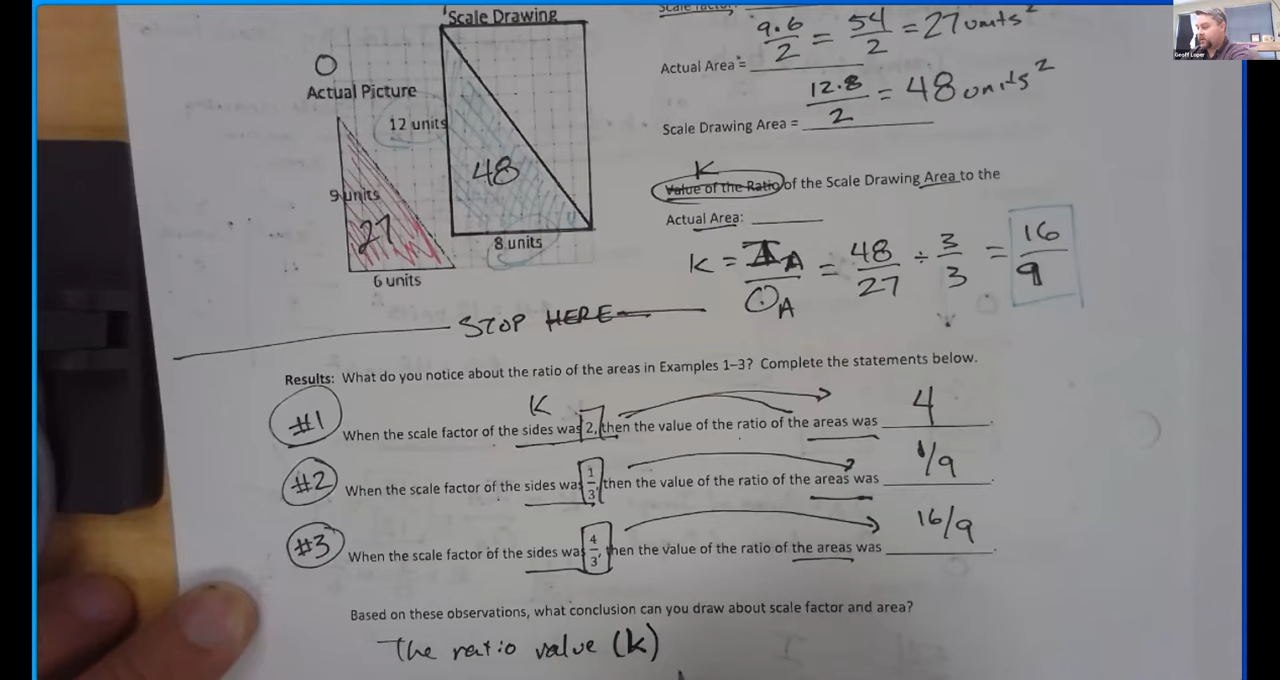 Scale Drawing
O
Actual Picture
12 units
9 units
48
27
8 units
6 units
9·6/2 = 54/2 = 27 units²
Actual Area =
12·8/2 = 48 units²
Scale Drawing Area =
K
Value of the Ratio of the Scale Drawing Area to the
Actual Area:
K = IA/OA = 48/27 ÷ 3/3 = 16/9
STOP HERE
Results: What do you notice about the ratio of the areas in Examples 1–3? Complete the statements below.
K
#1 When the scale factor of the sides was 2, then the value of the ratio of the areas was 4.
#2 When the scale factor of the sides was 1/3, then the value of the ratio of the areas was 1/9.
#3 When the scale factor of the sides was 4/3, then the value of the ratio of the areas was 16/9.
Based on these observations, what conclusion can you draw about scale factor and area?
The ratio value (k)
Geoff Loper